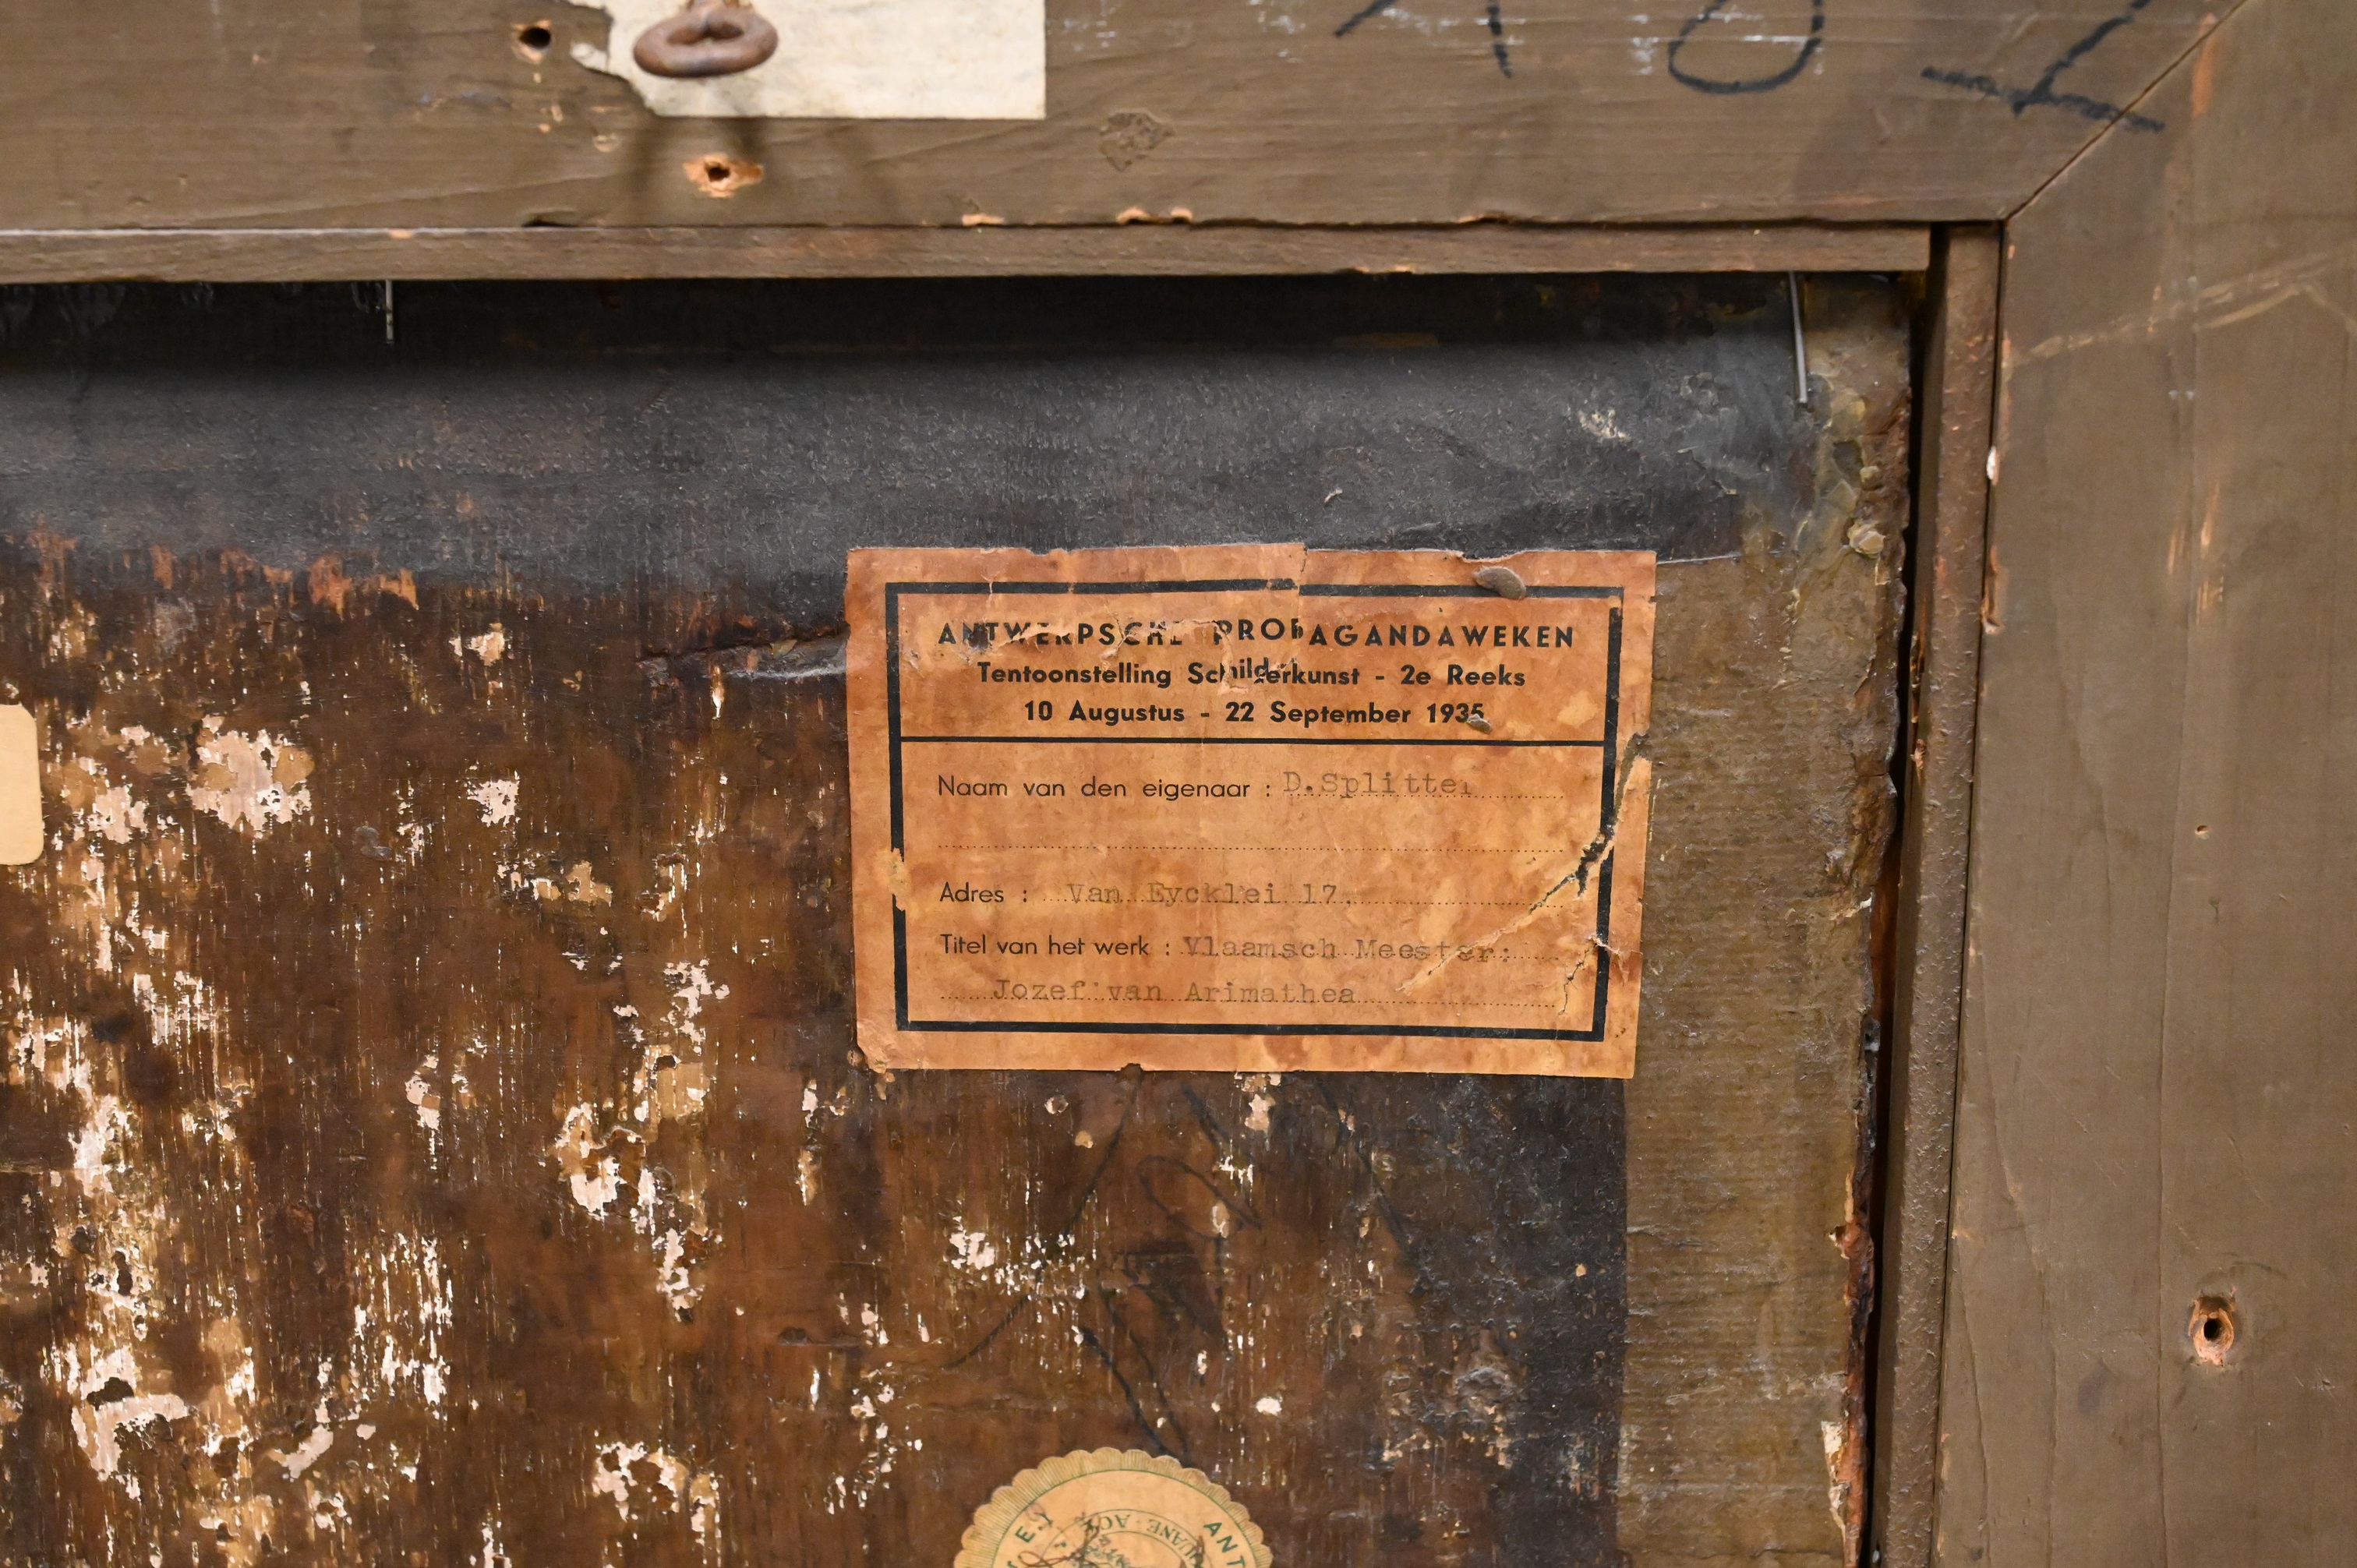 ANTWERPSCHE PROPAGANDAWEKEN
Tentoonstelling Schilderkunst - 2e Reeks
10 Augustus - 22 September 1935
Naam van den eigenaar : D.Splitter
Adres : Van Eycklei 17.
Titel van het werk : Vlaamsch Meester:
Jozef van Arimathea